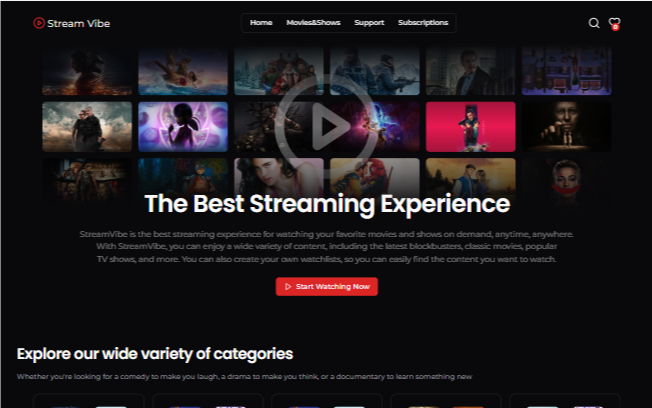 Stream Vibe
Home Movies&Shows Support Subscriptions
The Best Streaming Experience
StreamVibe is the best streaming experience for watching your favorite movies and shows on demand, anytime, anywhere.
With StreamVibe, you can enjoy a wide variety of content, including the latest blockbusters, classic movies, popular
TV shows, and more. You can also create your own watchlists, so you can easily find the content you want to watch.
Start Watching Now
Explore our wide variety of categories
Whether you're looking for a comedy to make you laugh, a drama to make you think, or a documentary to learn something new